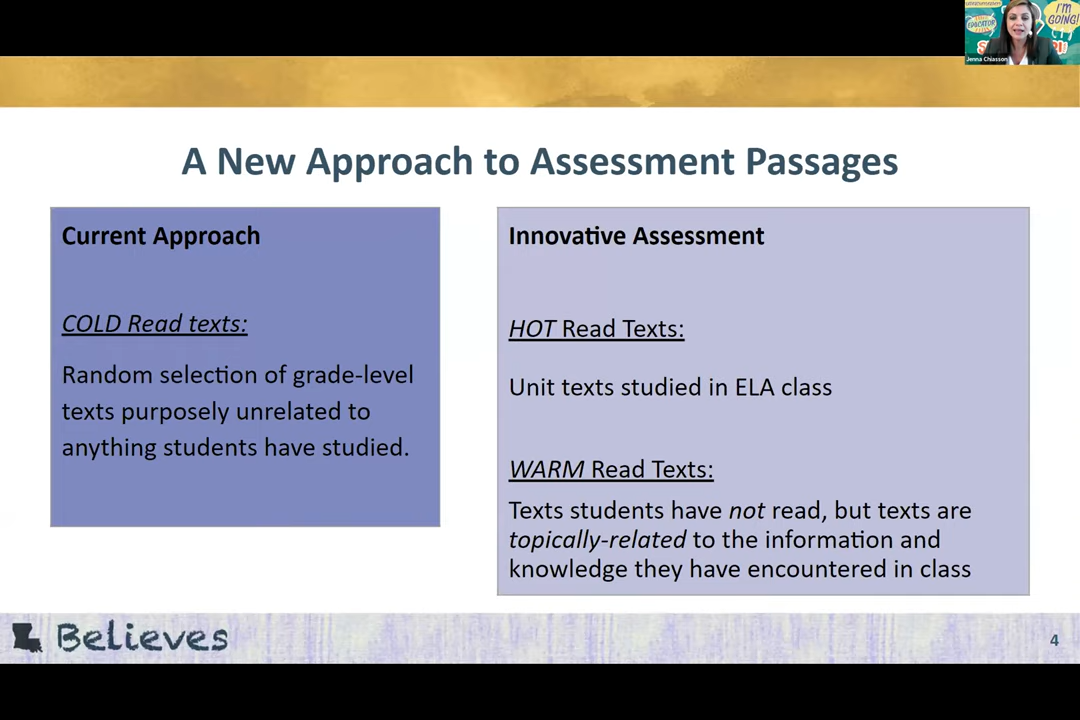 EDUCATOR
I'M
GOING!
Jenna Chiasson
A New Approach to Assessment Passages
Current Approach
COLD Read texts:
Random selection of grade-level
texts purposely unrelated to
anything students have studied.
Innovative Assessment
HOT Read Texts:
Unit texts studied in ELA class
WARM Read Texts:
Texts students have not read, but texts are
topically-related to the information and
knowledge they have encountered in class
Believes
4